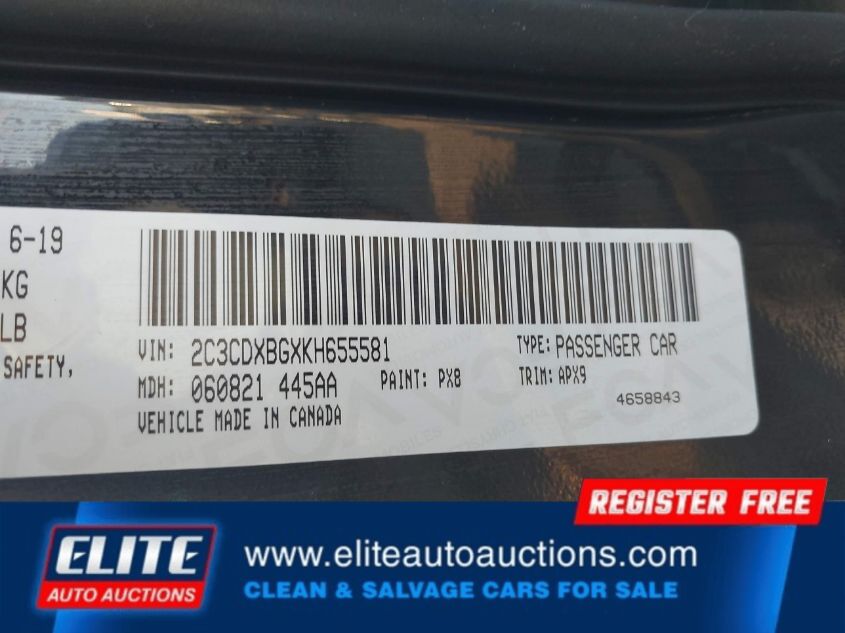 6-19
KG
LB
SAFETY,
VIN: 2C3CDXBGXKH655581
TYPE: PASSENGER CAR
MDH: 060821 445AA
PAINT: PX8
TRIM: APX9
VEHICLE MADE IN CANADA
4658843
REGISTER FREE
ELITE
AUTO AUCTIONS
www.eliteautoauctions.com
CLEAN & SALVAGE CARS FOR SALE